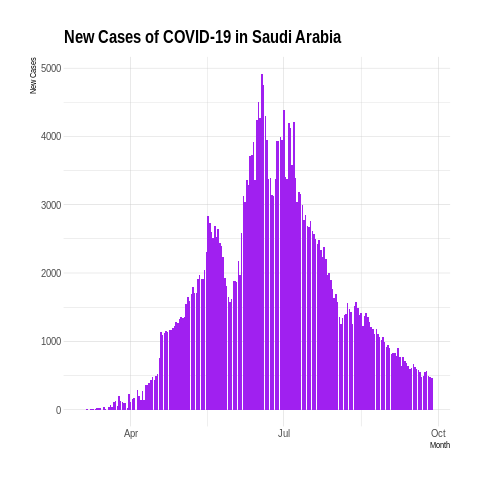 New Cases of COVID-19 in Saudi Arabia
New Cases
5000
4000
3000
2000
1000
0
Apr
Jul
Oct
Month